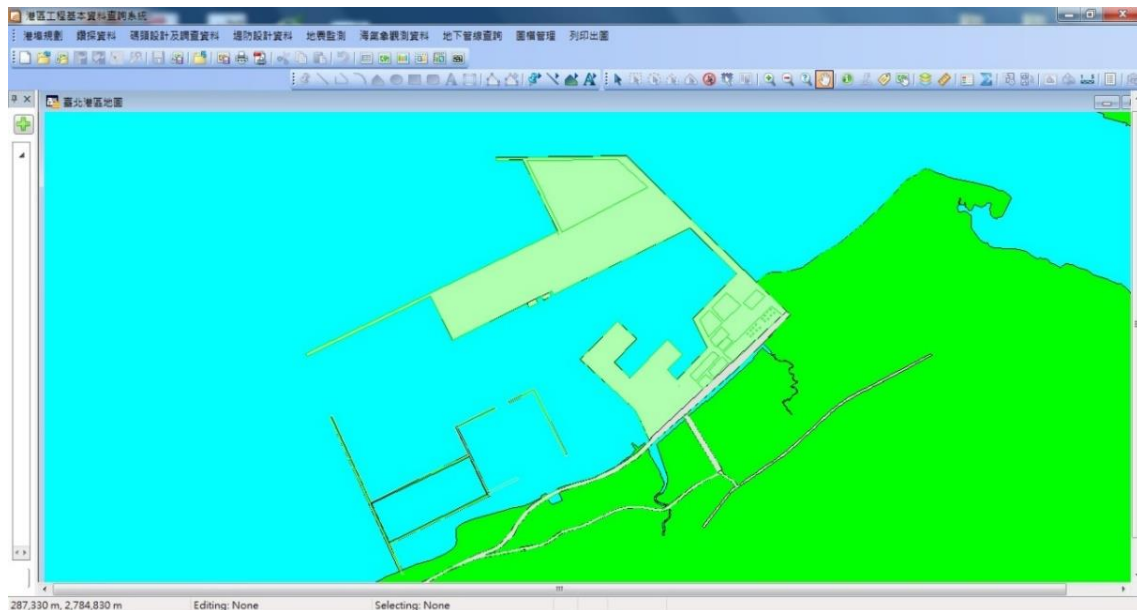 港區工程基本資料查詢系統
港埠規劃 鑽探資料 碼頭設計及調查資料 堤防設計資料 地表監測 海氣象觀測資料 地下管線查詢 圖檔管理 列印出圖
臺北港區地圖
287,330 m, 2,784,830 m Editing: None Selecting: None